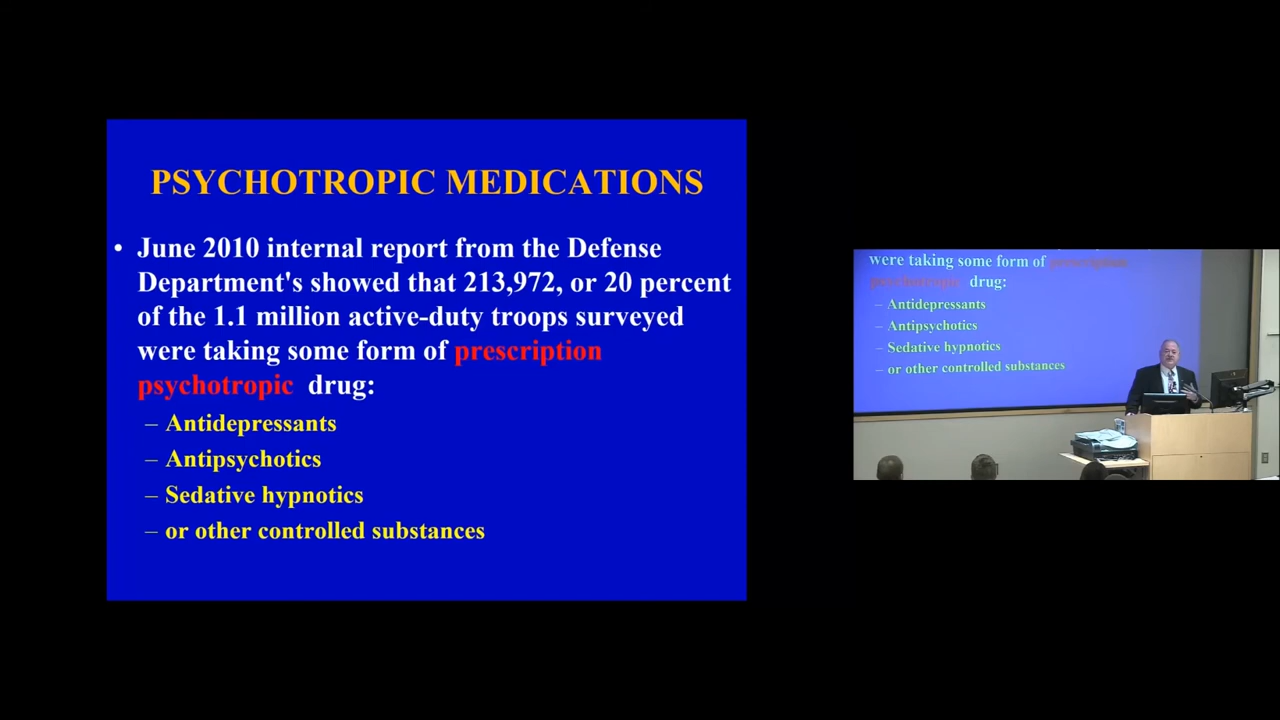 PSYCHOTROPIC MEDICATIONS
• June 2010 internal report from the Defense
Department's showed that 213,972, or 20 percent
of the 1.1 million active-duty troops surveyed
were taking some form of prescription
psychotropic drug:
– Antidepressants
– Antipsychotics
– Sedative hypnotics
– or other controlled substances
were taking some form of prescription
psychotropic drug:
– Antidepressants
– Antipsychotics
– Sedative hypnotics
– or other controlled substances